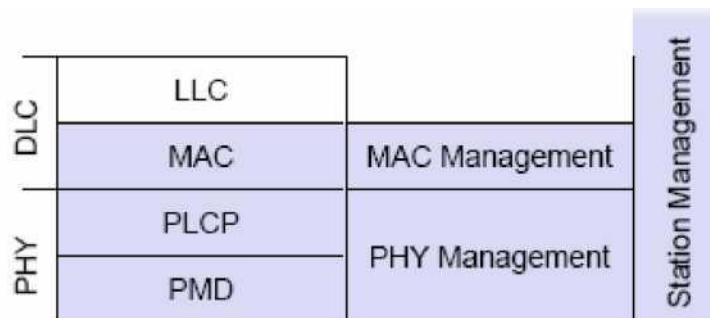 DLC
LLC
MAC
MAC Management
PHY
PLCP
PMD
PHY Management
Station Management